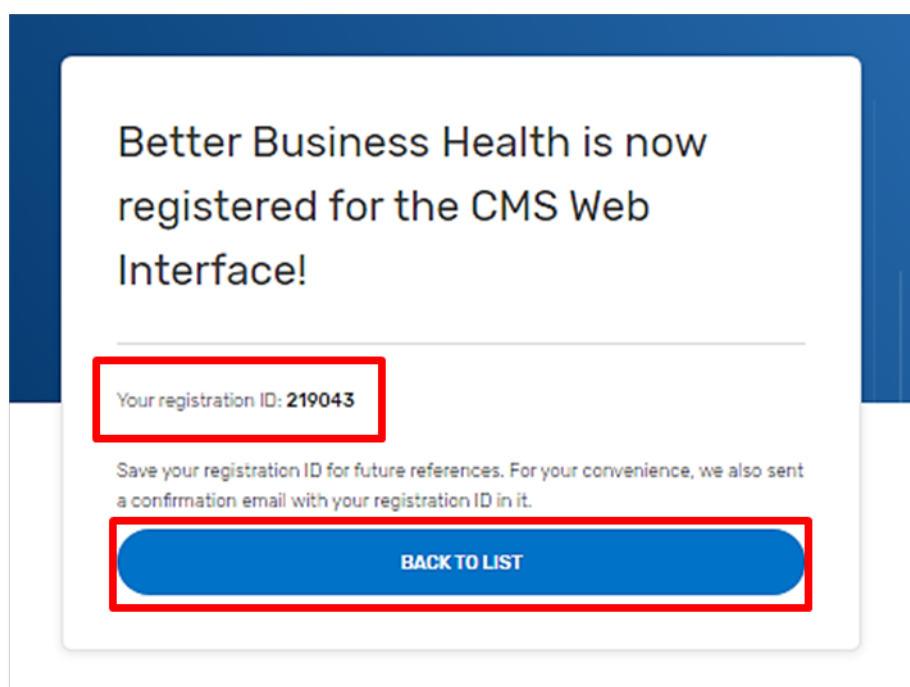 Better Business Health is now
registered for the CMS Web
Interface!
Your registration ID: 219043
Save your registration ID for future references. For your convenience, we also sent
a confirmation email with your registration ID in it.
BACK TO LIST